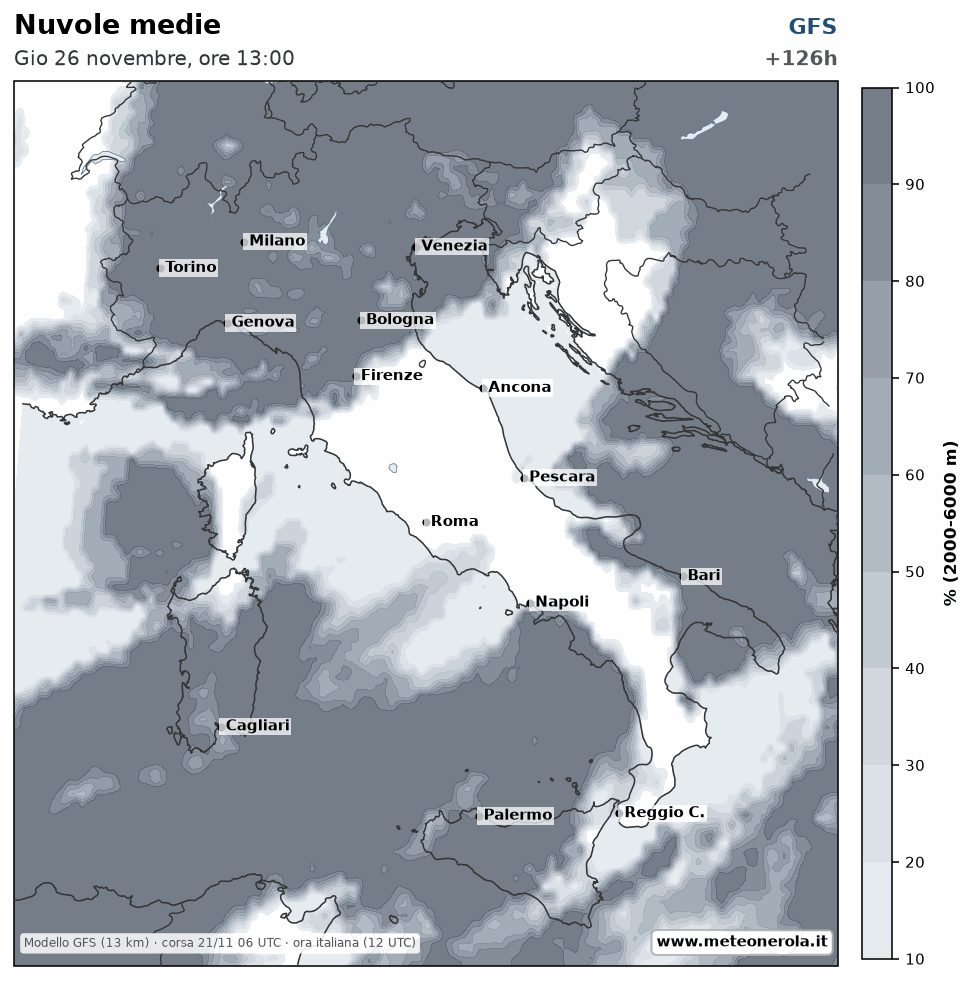 Nuvole medie
GFS
Gio 26 novembre, ore 13:00
+126h
100
90
80
70
60
50
40
30
20
10
% (2000-6000 m)
Milano
Venezia
Torino
Genova
Bologna
Firenze
Ancona
Pescara
Roma
Bari
Napoli
Cagliari
Palermo
Reggio C.
Modello GFS (13 km) · corsa 21/11 06 UTC · ora italiana (12 UTC)
www.meteonerola.it